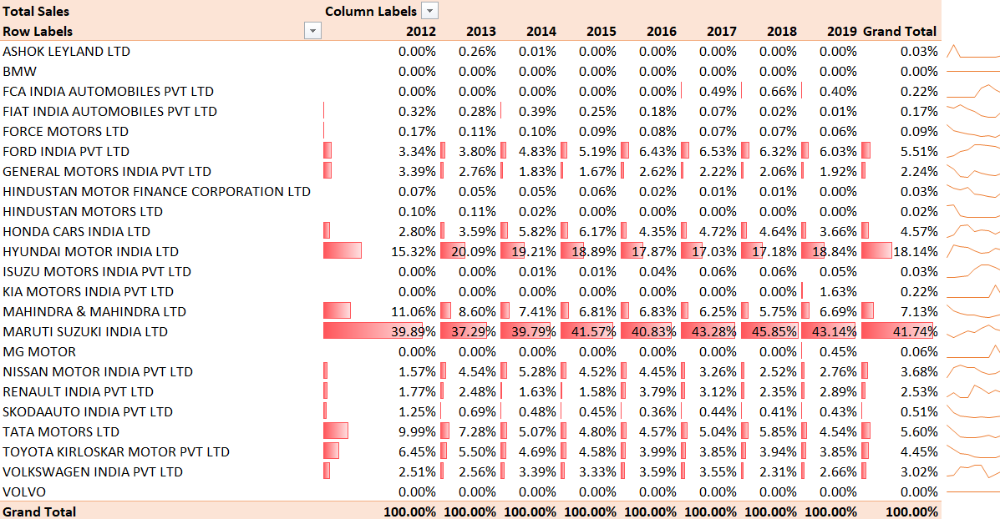 Total Sales Column Labels
Row Labels 2012 2013 2014 2015 2016 2017 2018 2019 Grand Total
ASHOK LEYLAND LTD 0.00% 0.26% 0.01% 0.00% 0.00% 0.00% 0.00% 0.00% 0.03%
BMW 0.00% 0.00% 0.00% 0.00% 0.00% 0.00% 0.00% 0.00% 0.00%
FCA INDIA AUTOMOBILES PVT LTD 0.00% 0.00% 0.00% 0.00% 0.00% 0.49% 0.66% 0.40% 0.22%
FIAT INDIA AUTOMOBILES PVT LTD 0.32% 0.28% 0.39% 0.25% 0.18% 0.07% 0.02% 0.01% 0.17%
FORCE MOTORS LTD 0.17% 0.11% 0.10% 0.09% 0.08% 0.07% 0.07% 0.06% 0.09%
FORD INDIA PVT LTD 3.34% 3.80% 4.83% 5.19% 6.43% 6.53% 6.32% 6.03% 5.51%
GENERAL MOTORS INDIA PVT LTD 3.39% 2.76% 1.83% 1.67% 2.62% 2.22% 2.06% 1.92% 2.24%
HINDUSTAN MOTOR FINANCE CORPORATION LTD 0.07% 0.05% 0.05% 0.06% 0.02% 0.01% 0.01% 0.00% 0.03%
HINDUSTAN MOTORS LTD 0.10% 0.11% 0.02% 0.00% 0.00% 0.00% 0.00% 0.00% 0.02%
HONDA CARS INDIA LTD 2.80% 3.59% 5.82% 6.17% 4.35% 4.72% 4.64% 3.66% 4.57%
HYUNDAI MOTOR INDIA LTD 15.32% 20.09% 19.21% 18.89% 17.87% 17.03% 17.18% 18.84% 18.14%
ISUZU MOTORS INDIA PVT LTD 0.00% 0.00% 0.01% 0.01% 0.04% 0.06% 0.06% 0.05% 0.03%
KIA MOTORS INDIA PVT LTD 0.00% 0.00% 0.00% 0.00% 0.00% 0.00% 0.00% 1.63% 0.22%
MAHINDRA & MAHINDRA LTD 11.06% 8.60% 7.41% 6.81% 6.83% 6.25% 5.75% 6.69% 7.13%
MARUTI SUZUKI INDIA LTD 39.89% 37.29% 39.79% 41.57% 40.83% 43.28% 45.85% 43.14% 41.74%
MG MOTOR 0.00% 0.00% 0.00% 0.00% 0.00% 0.00% 0.00% 0.45% 0.06%
NISSAN MOTOR INDIA PVT LTD 1.57% 4.54% 5.28% 4.52% 4.45% 3.26% 2.52% 2.76% 3.68%
RENAULT INDIA PVT LTD 1.77% 2.48% 1.63% 1.58% 3.79% 3.12% 2.35% 2.89% 2.53%
SKODAAUTO INDIA PVT LTD 1.25% 0.69% 0.48% 0.45% 0.36% 0.44% 0.41% 0.43% 0.51%
TATA MOTORS LTD 9.99% 7.28% 5.07% 4.80% 4.57% 5.04% 5.85% 4.54% 5.60%
TOYOTA KIRLOSKAR MOTOR PVT LTD 6.45% 5.50% 4.69% 4.58% 3.99% 3.85% 3.94% 3.85% 4.45%
VOLKSWAGEN INDIA PVT LTD 2.51% 2.56% 3.39% 3.33% 3.59% 3.55% 2.31% 2.66% 3.02%
VOLVO 0.00% 0.00% 0.00% 0.00% 0.00% 0.00% 0.00% 0.00% 0.00%
Grand Total 100.00% 100.00% 100.00% 100.00% 100.00% 100.00% 100.00% 100.00% 100.00%